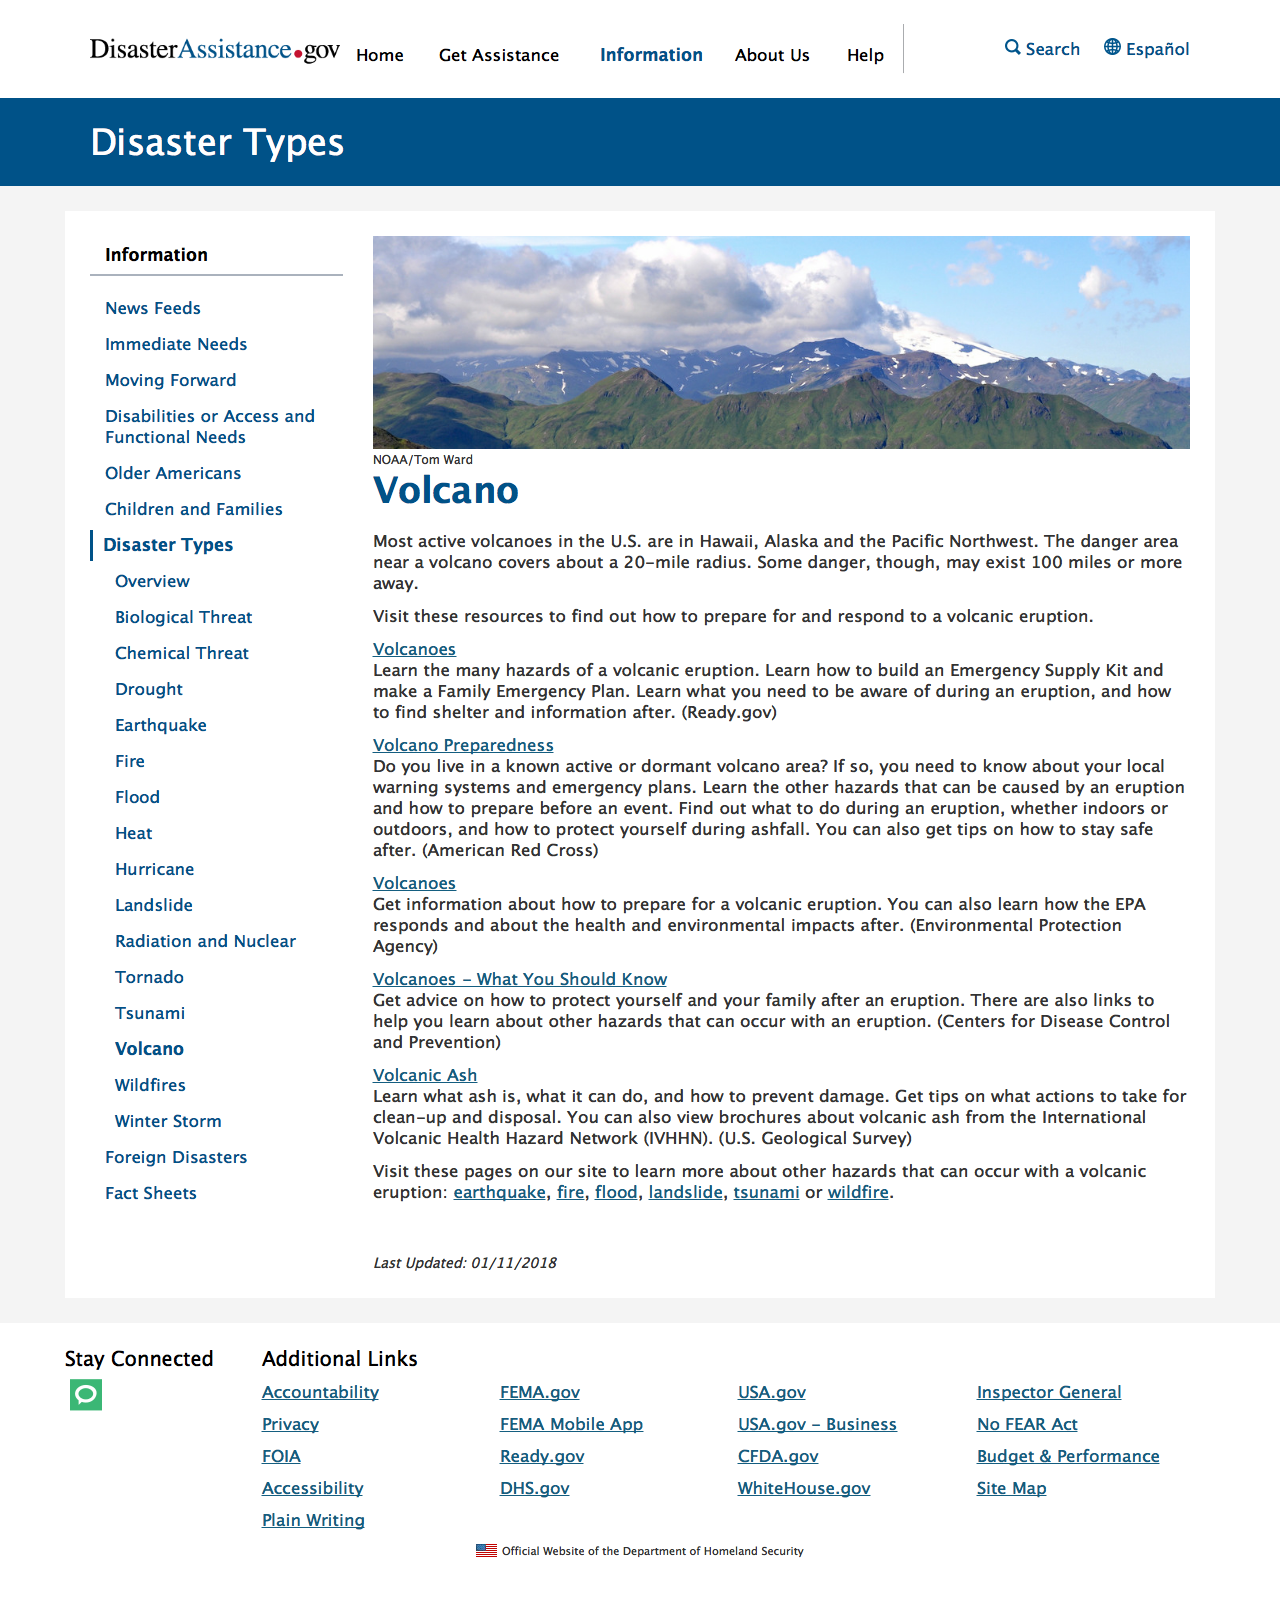 DisasterAssistance.gov
Home
Get Assistance
Information
About Us
Help
Search
Español
Disaster Types
Information
News Feeds
Immediate Needs
Moving Forward
Disabilities or Access and
Functional Needs
Older Americans
Children and Families
Disaster Types
Overview
Biological Threat
Chemical Threat
Drought
Earthquake
Fire
Flood
Heat
Hurricane
Landslide
Radiation and Nuclear
Tornado
Tsunami
Volcano
Wildfires
Winter Storm
Foreign Disasters
Fact Sheets
NOAA/Tom Ward
Volcano
Most active volcanoes in the U.S. are in Hawaii, Alaska and the Pacific Northwest. The danger area
near a volcano covers about a 20-mile radius. Some danger, though, may exist 100 miles or more
away.
Visit these resources to find out how to prepare for and respond to a volcanic eruption.
Volcanoes
Learn the many hazards of a volcanic eruption. Learn how to build an Emergency Supply Kit and
make a Family Emergency Plan. Learn what you need to be aware of during an eruption, and how
to find shelter and information after. (Ready.gov)
Volcano Preparedness
Do you live in a known active or dormant volcano area? If so, you need to know about your local
warning systems and emergency plans. Learn the other hazards that can be caused by an eruption
and how to prepare before an event. Find out what to do during an eruption, whether indoors or
outdoors, and how to protect yourself during ashfall. You can also get tips on how to stay safe
after. (American Red Cross)
Volcanoes
Get information about how to prepare for a volcanic eruption. You can also learn how the EPA
responds and about the health and environmental impacts after. (Environmental Protection
Agency)
Volcanoes - What You Should Know
Get advice on how to protect yourself and your family after an eruption. There are also links to
help you learn about other hazards that can occur with an eruption. (Centers for Disease Control
and Prevention)
Volcanic Ash
Learn what ash is, what it can do, and how to prevent damage. Get tips on what actions to take for
clean-up and disposal. You can also view brochures about volcanic ash from the International
Volcanic Health Hazard Network (IVHHN). (U.S. Geological Survey)
Visit these pages on our site to learn more about other hazards that can occur with a volcanic
eruption: earthquake, fire, flood, landslide, tsunami or wildfire.
Last Updated: 01/11/2018
Stay Connected
Additional Links
Accountability
FEMA.gov
USA.gov
Inspector General
Privacy
FEMA Mobile App
USA.gov - Business
No FEAR Act
FOIA
Ready.gov
CFDA.gov
Budget & Performance
Accessibility
DHS.gov
WhiteHouse.gov
Site Map
Plain Writing
Official Website of the Department of Homeland Security